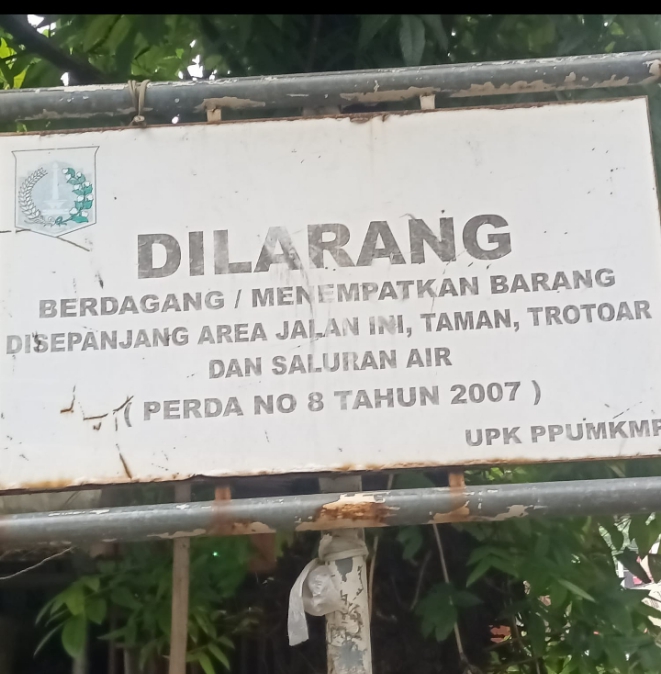 DILARANG
BERDAGANG / MENEMPATKAN BARANG
DISEPANJANG AREA JALAN INI, TAMAN, TROTOAR
DAN SALURAN AIR
( PERDA NO 8 TAHUN 2007 )
UPK PPUMKMP